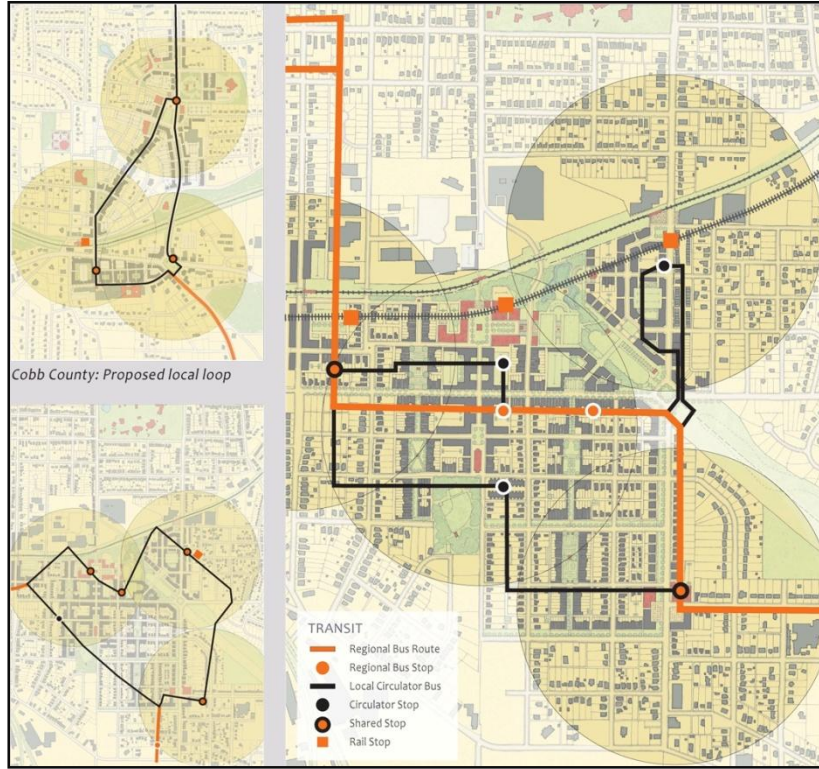 Cobb County: Proposed local loop
TRANSIT
Regional Bus Route
Regional Bus Stop
Local Circulator Bus
Circulator Stop
Shared Stop
Rail Stop